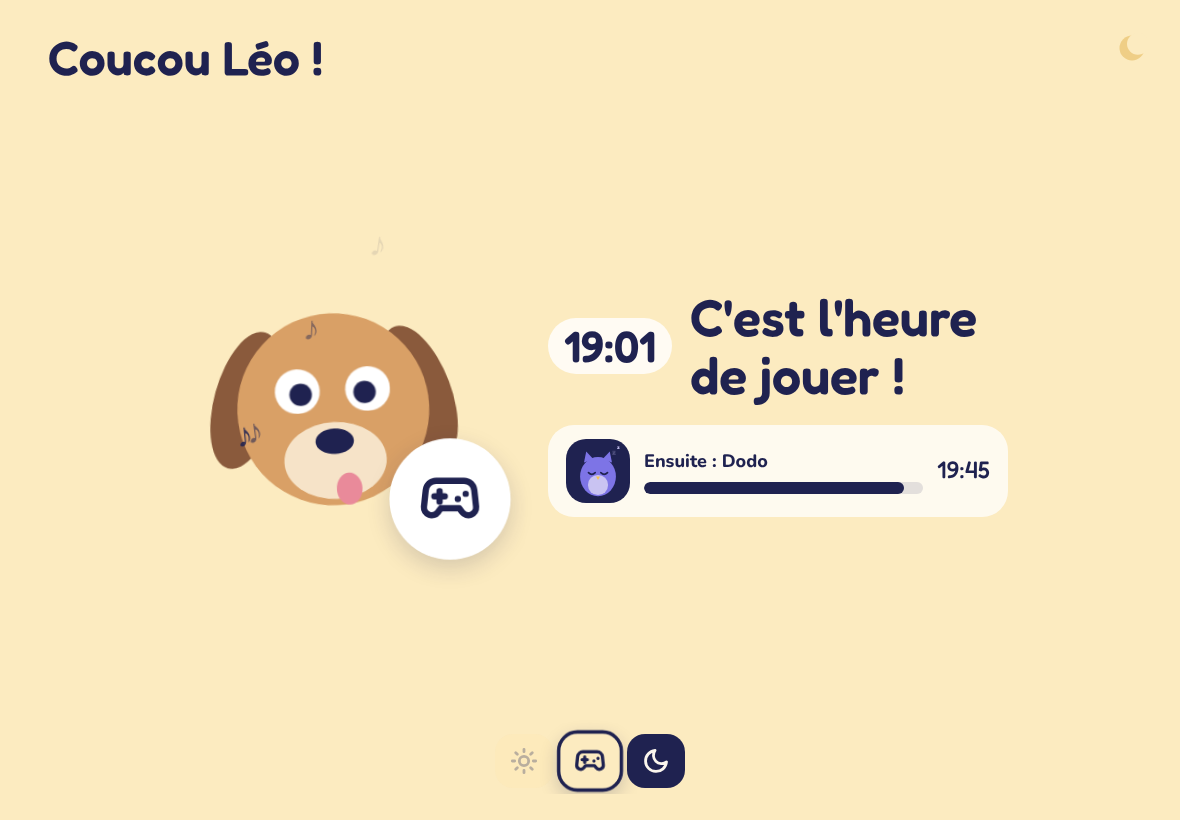 Coucou Léo !
19:01
C'est l'heure
de jouer !
Ensuite : Dodo
19:45